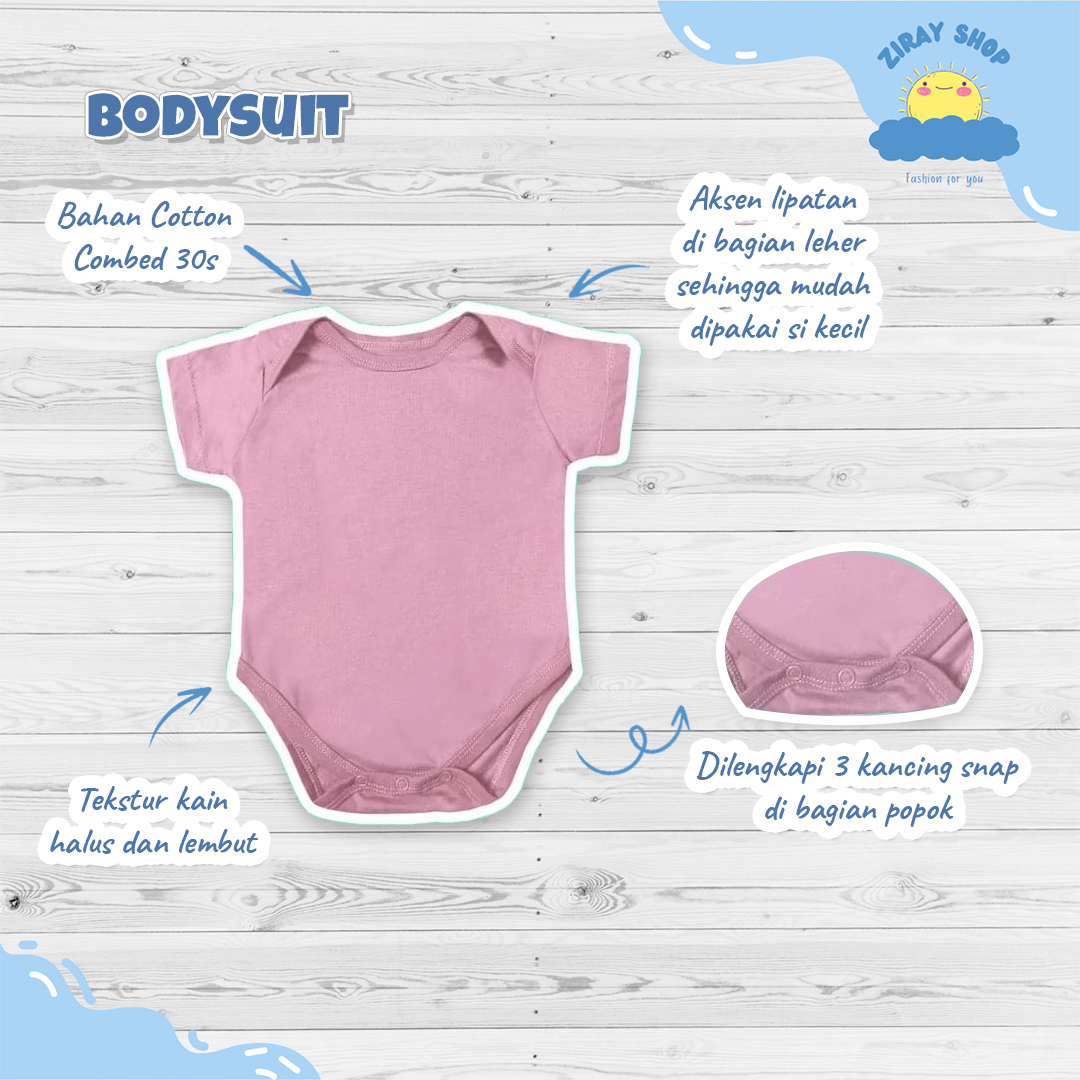 ZIRAY SHOP
Fashion for you
BODYSUIT
Bahan Cotton
Combed 30s
Aksen lipatan
di bagian leher
sehingga mudah
dipakai si kecil
Tekstur kain
halus dan lembut
Dilengkapi 3 kancing snap
di bagian popok